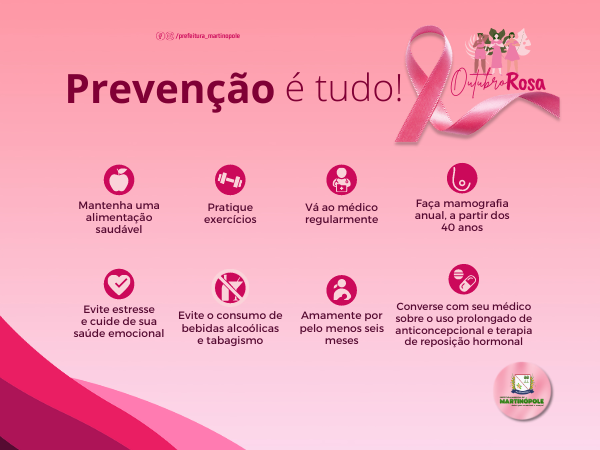 /prefeitura_martinopole
Outubro Rosa
Prevenção é tudo!
Mantenha uma
alimentação
saudável
Pratique
exercícios
Vá ao médico
regularmente
Faça mamografia
anual, a partir dos
40 anos
Evite estresse
e cuide de sua
saúde emocional
Evite o consumo de
bebidas alcoólicas
e tabagismo
Amamente por
pelo menos seis
meses
Converse com seu médico
sobre o uso prolongado de
anticoncepcional e terapia
de reposição hormonal
MARTINÓPOLE